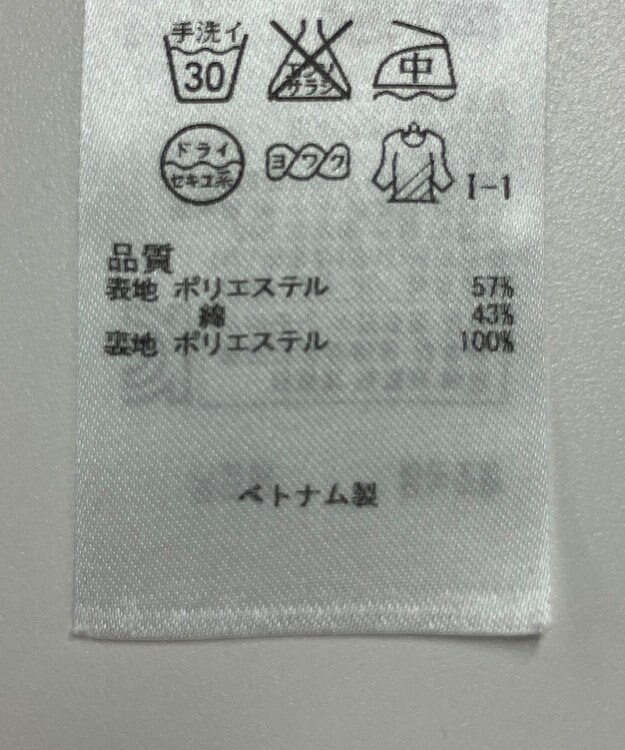 手洗イ
30
エンソ
サラシ
中
ドライ
セキユ系
ヨワク
I-1
品質
表地 ポリエステル 57%
綿 43%
裏地 ポリエステル 100%
ベトナム製